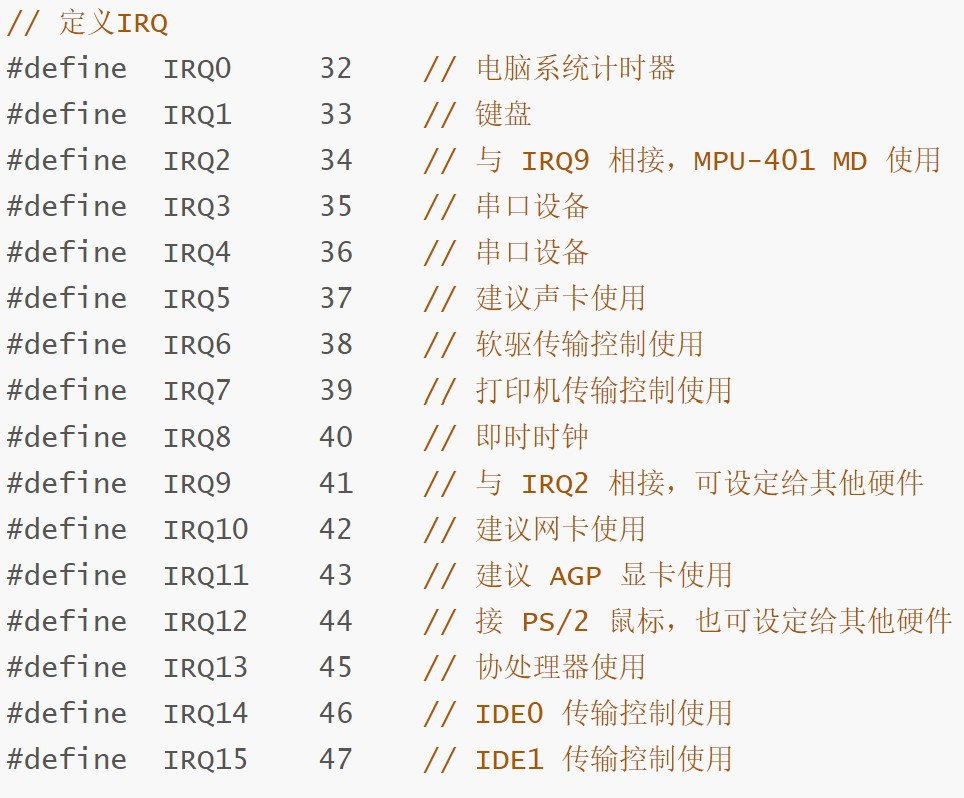 // 定义IRQ
#define IRQ0 32 // 电脑系统计时器
#define IRQ1 33 // 键盘
#define IRQ2 34 // 与 IRQ9 相接，MPU-401 MD 使用
#define IRQ3 35 // 串口设备
#define IRQ4 36 // 串口设备
#define IRQ5 37 // 建议声卡使用
#define IRQ6 38 // 软驱传输控制使用
#define IRQ7 39 // 打印机传输控制使用
#define IRQ8 40 // 即时时钟
#define IRQ9 41 // 与 IRQ2 相接，可设定给其他硬件
#define IRQ10 42 // 建议网卡使用
#define IRQ11 43 // 建议 AGP 显卡使用
#define IRQ12 44 // 接 PS/2 鼠标，也可设定给其他硬件
#define IRQ13 45 // 协处理器使用
#define IRQ14 46 // IDE0 传输控制使用
#define IRQ15 47 // IDE1 传输控制使用